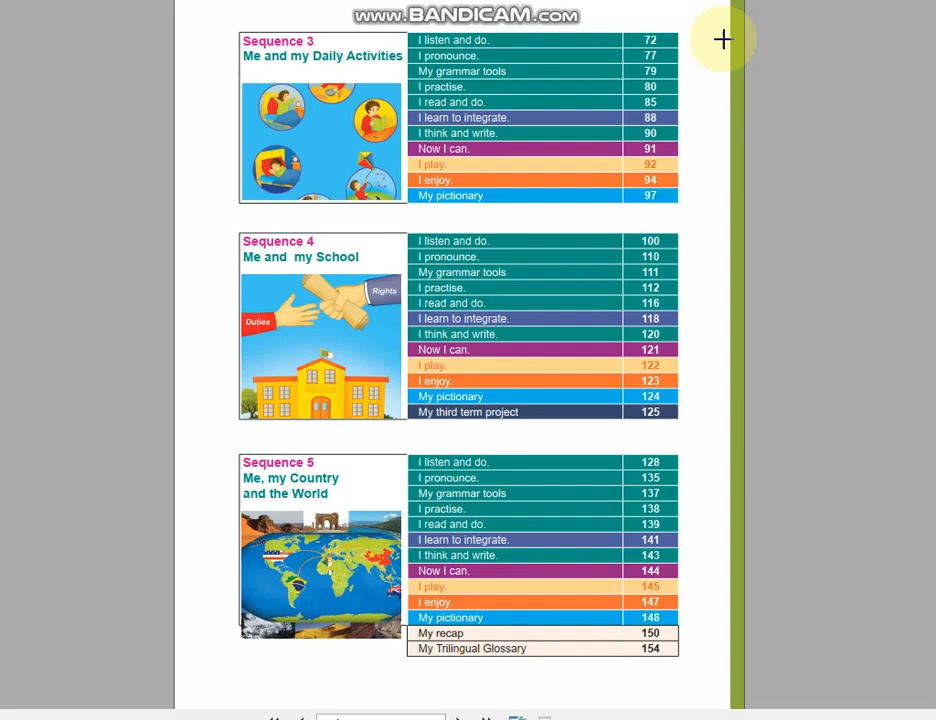 www.BANDICAM.com
Sequence 3
Me and my Daily Activities
I listen and do. 72
I pronounce. 77
My grammar tools 79
I practise. 80
I read and do. 85
I learn to integrate. 88
I think and write. 90
Now I can. 91
I play. 92
I enjoy. 94
My pictionary 97
Sequence 4
Me and my School
Rights
Duties
I listen and do. 100
I pronounce. 110
My grammar tools 111
I practise. 112
I read and do. 116
I learn to integrate. 118
I think and write. 120
Now I can. 121
I play. 122
I enjoy. 123
My pictionary 124
My third term project 125
Sequence 5
Me, my Country
and the World
I listen and do. 128
I pronounce. 135
My grammar tools 137
I practise. 138
I read and do. 139
I learn to integrate. 141
I think and write. 143
Now I can. 144
I play. 145
I enjoy. 147
My pictionary 148
My recap 150
My Trilingual Glossary 154